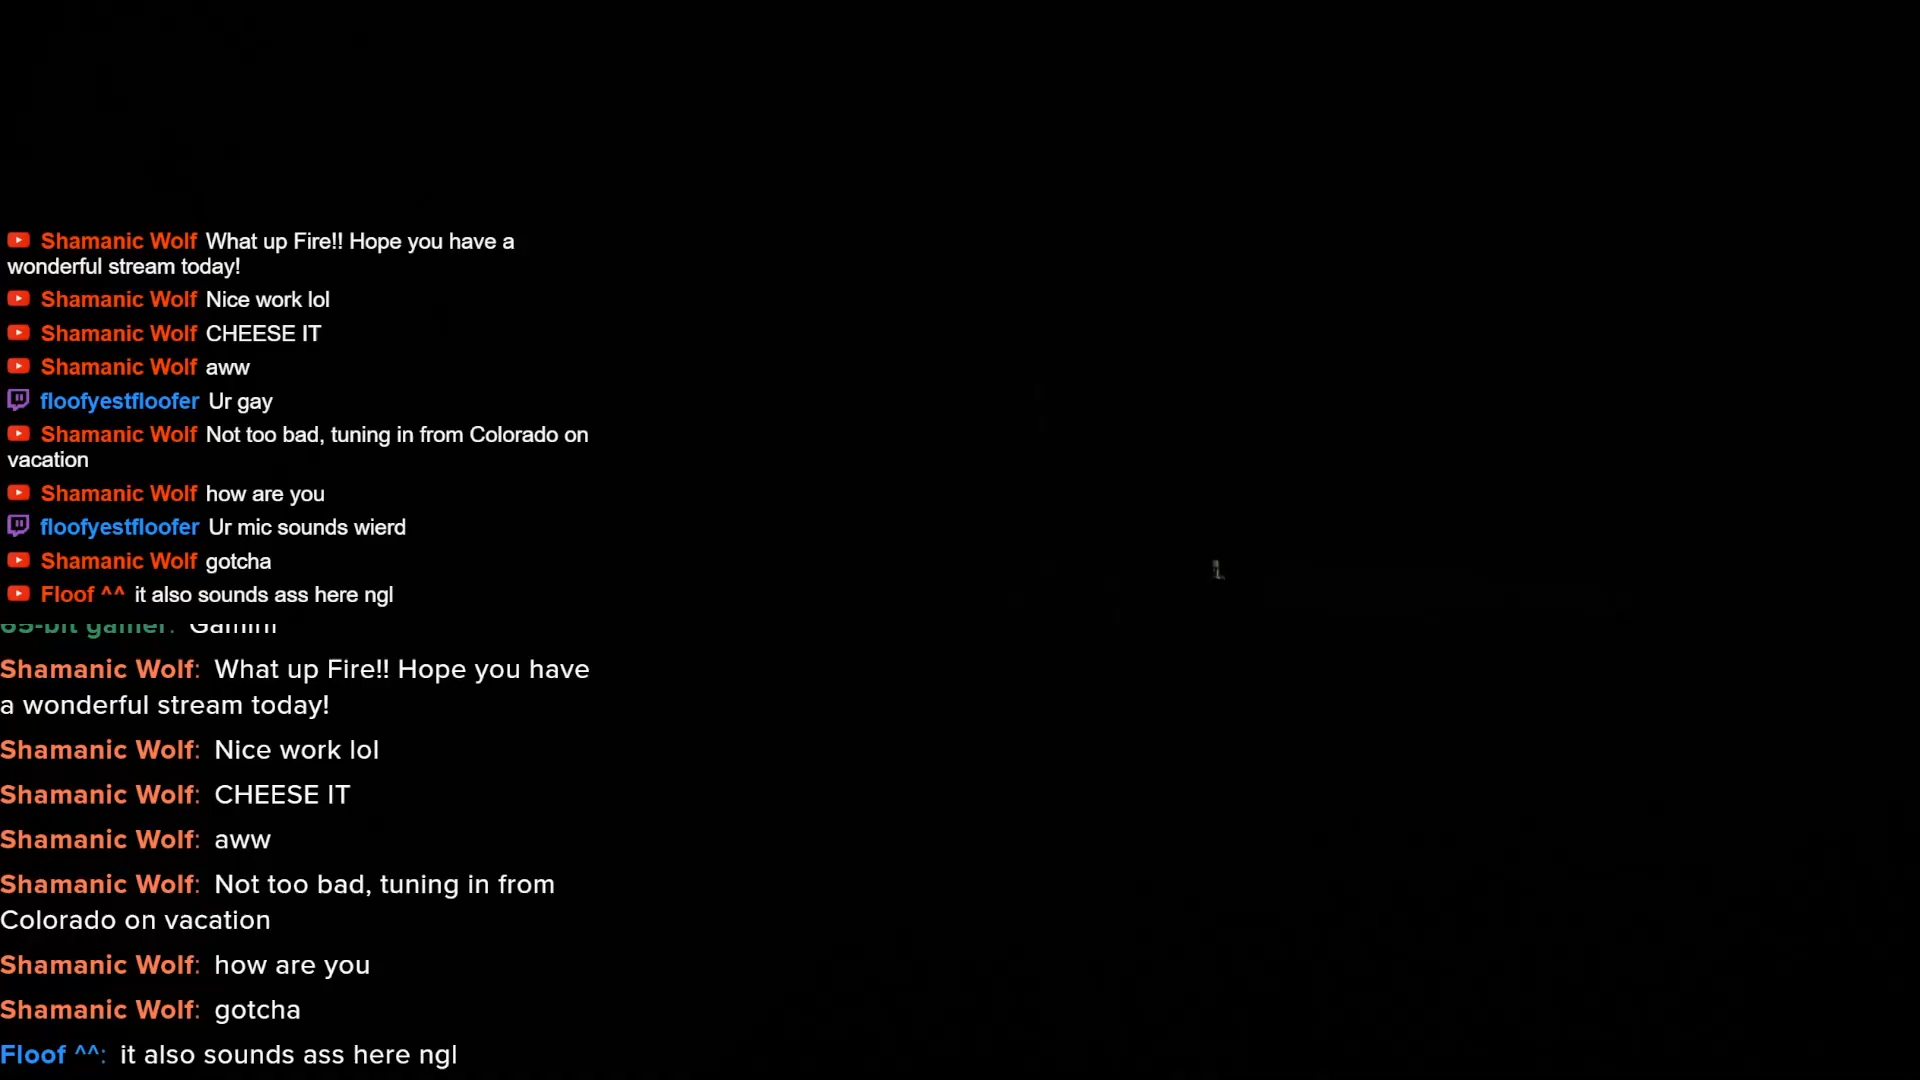 Shamanic Wolf What up Fire!! Hope you have a
wonderful stream today!
Shamanic Wolf Nice work lol
Shamanic Wolf CHEESE IT
Shamanic Wolf aww
floofyestfloofer Ur gay
Shamanic Wolf Not too bad, tuning in from Colorado on
vacation
Shamanic Wolf how are you
floofyestfloofer Ur mic sounds wierd
Shamanic Wolf gotcha
Floof ^^ it also sounds ass here ngl
65-bit gamer:
Shamanic Wolf: What up Fire!! Hope you have
a wonderful stream today!
Shamanic Wolf: Nice work lol
Shamanic Wolf: CHEESE IT
Shamanic Wolf: aww
Shamanic Wolf: Not too bad, tuning in from
Colorado on vacation
Shamanic Wolf: how are you
Shamanic Wolf: gotcha
Floof ^^: it also sounds ass here ngl